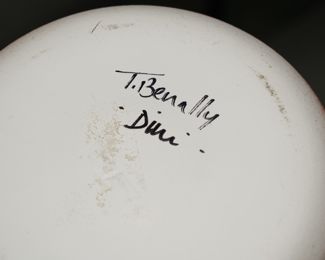 T. Benally
. Diné .